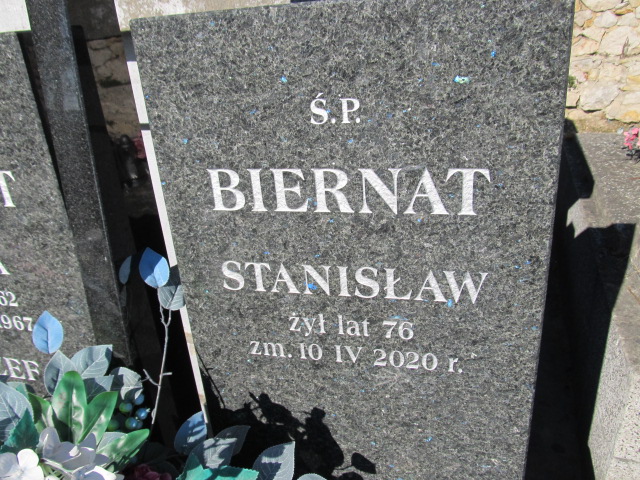 Ś.P.
BIERNAT
STANISŁAW
żył lat 76
zm. 10 IV 2020 r.